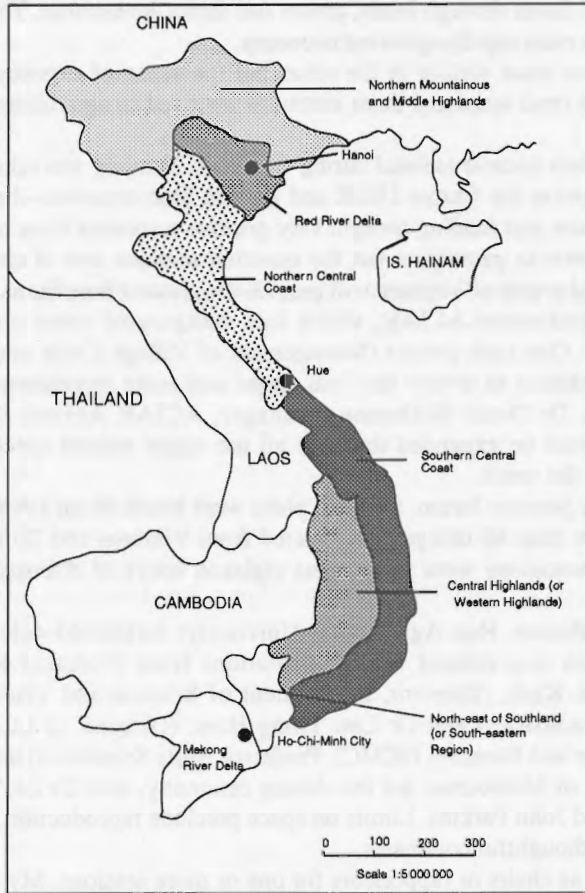 CHINA
Northern Mountainous
and Middle Highlands
Hanoi
Red River Delta
IS. HAINAM
Northern Central
Coast
Hue
THAILAND
LAOS
Southern Central
Coast
CAMBODIA
Central Highlands (or
Western Highlands)
North-east of Southland
(or South-eastern
Region)
Mekong
River Delta
Ho-Chi-Minh City
0 100 200 300
Scale 1:5 000 000